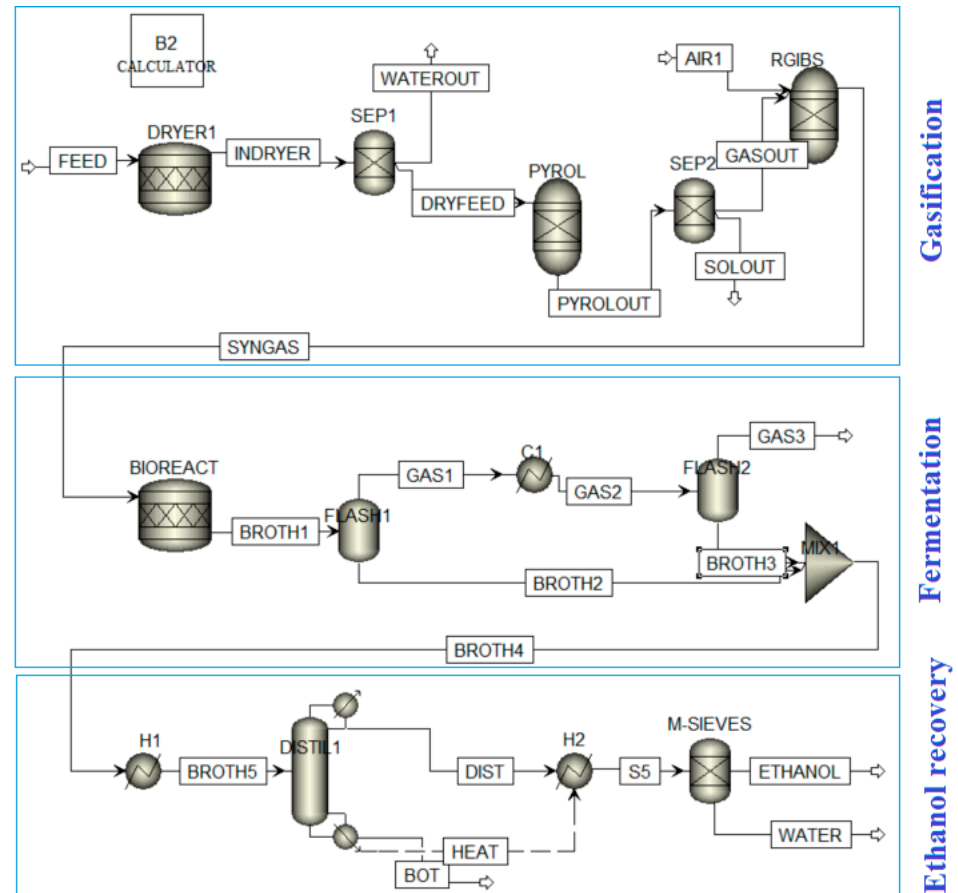 B2
CALCULATOR
WATEROUT
AIR1
RGIBS
DRYER1
SEP1
FEED
INDRYER
GASOUT
SEP2
PYROL
DRYFEED
SOLOUT
PYROLOUT
SYNGAS
Gasification
BIOREACT
GAS1
C1
GAS2
FLASH2
GAS3
BROTH1
FLASH1
BROTH3
MIX1
BROTH2
BROTH4
Fermentation
H1
BROTH5
DISTIL1
DIST
H2
S5
M-SIEVES
ETHANOL
WATER
HEAT
BOT
Ethanol recovery